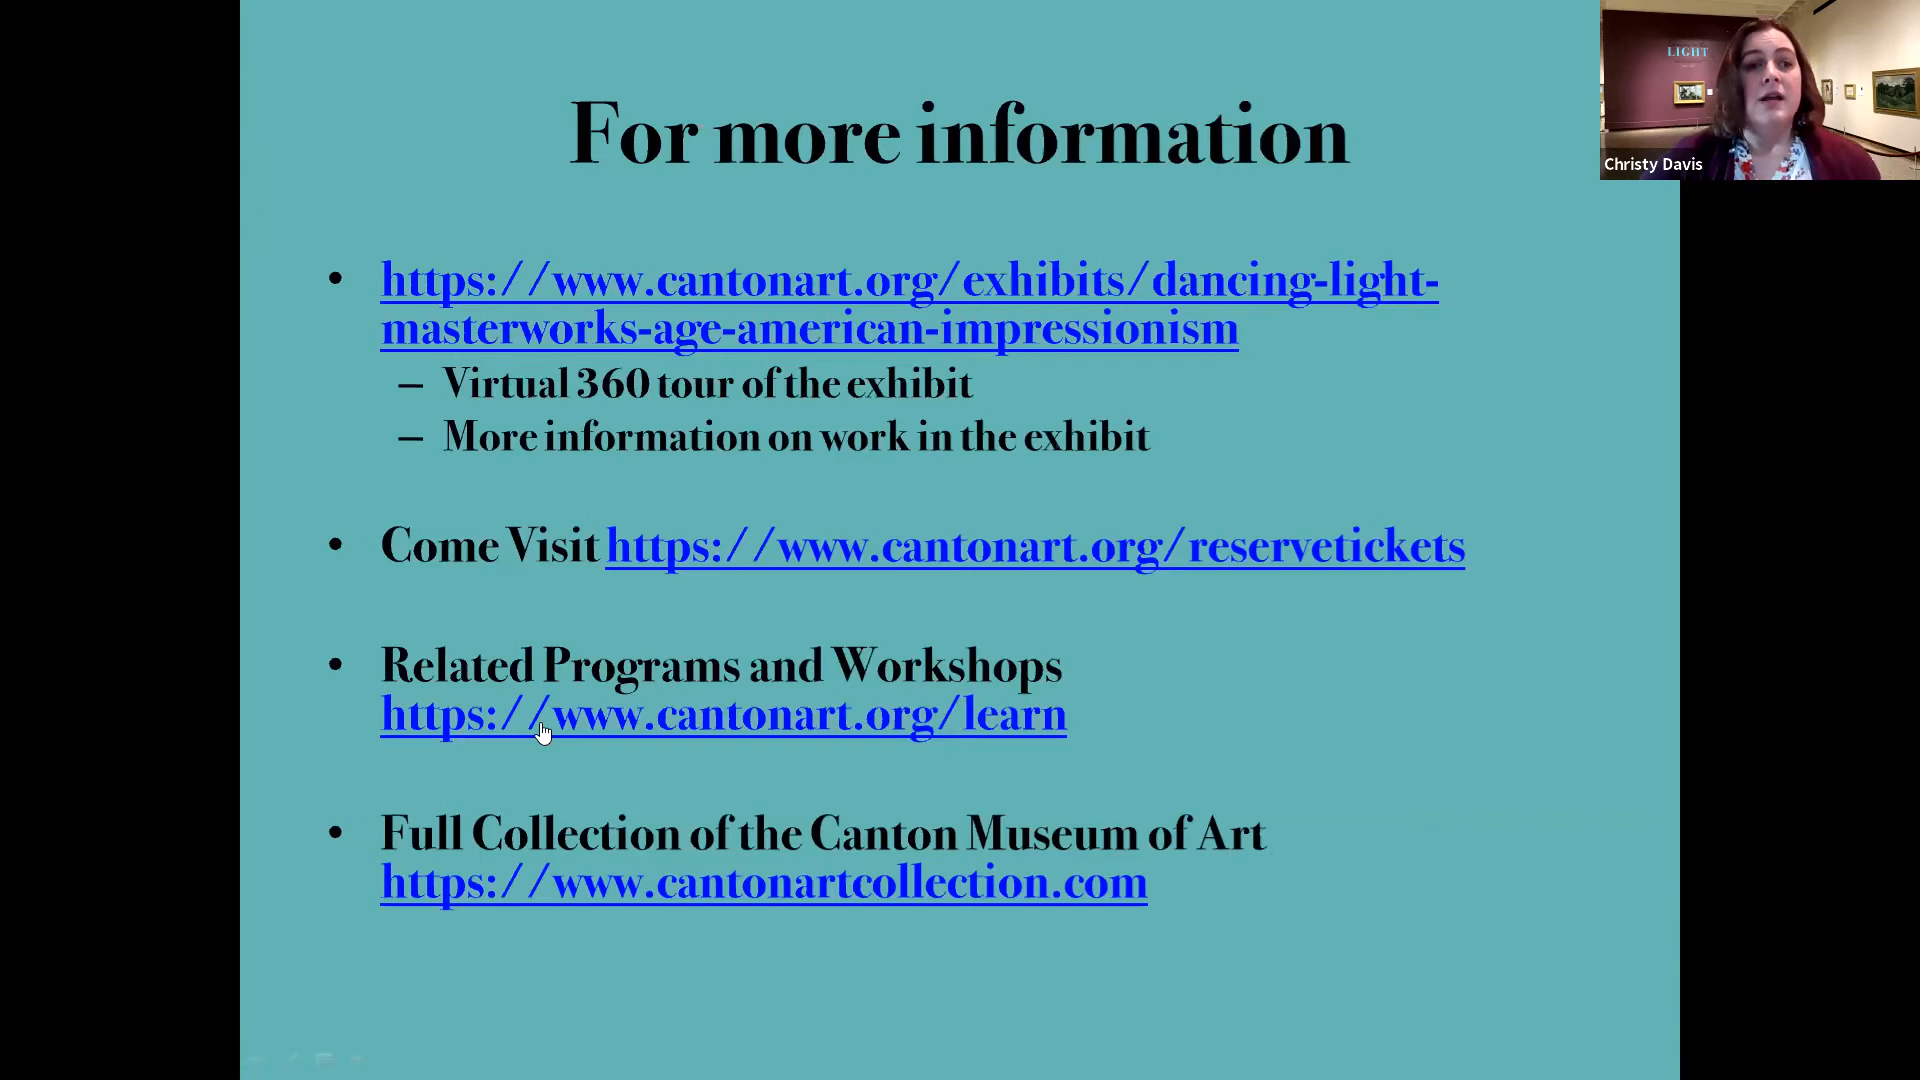 LIGHT
Christy Davis
For more information
• https://www.cantonart.org/exhibits/dancing-light-
masterworks-age-american-impressionism
– Virtual 360 tour of the exhibit
– More information on work in the exhibit
• Come Visit https://www.cantonart.org/reservetickets
• Related Programs and Workshops
https://www.cantonart.org/learn
• Full Collection of the Canton Museum of Art
https://www.cantonartcollection.com